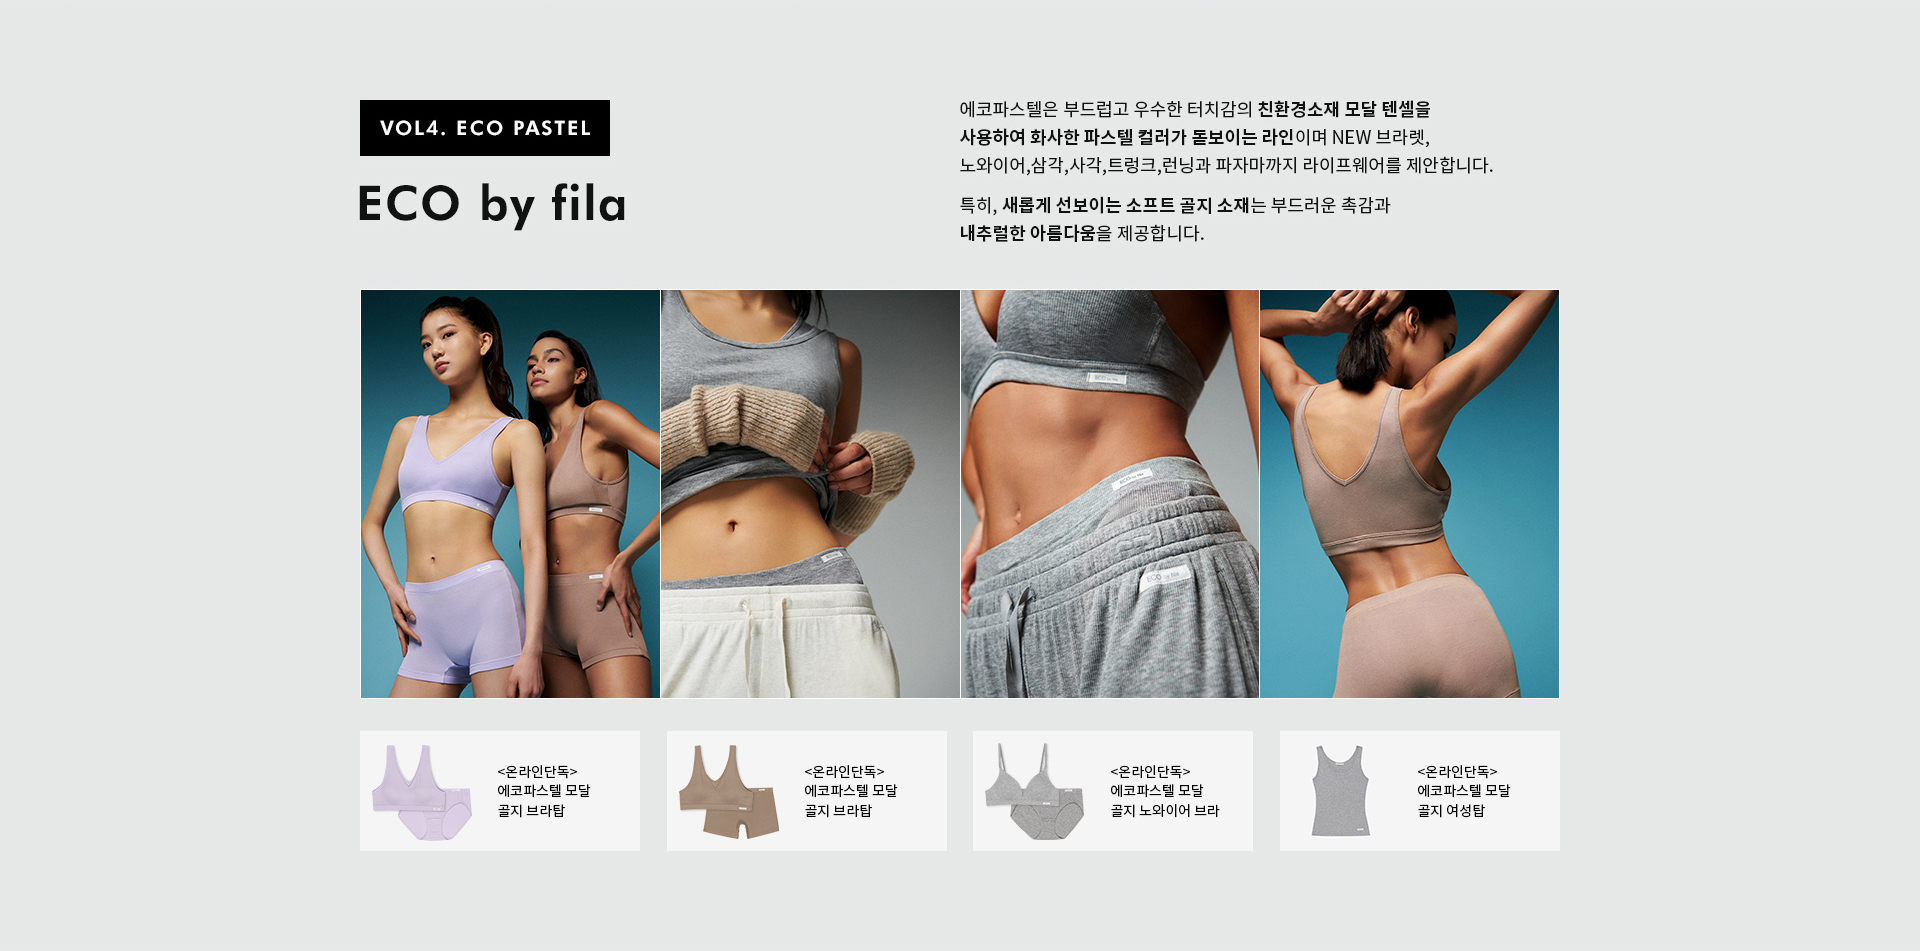 VOL4. ECO PASTEL
ECO by fila
에코파스텔은 부드럽고 우수한 터치감의 친환경소재 모달 텐셀을
사용하여 화사한 파스텔 컬러가 돋보이는 라인이며 NEW 브라렛,
노와이어,삼각,사각,트렁크,런닝과 파자마까지 라이프웨어를 제안합니다.
특히, 새롭게 선보이는 소프트 골지 소재는 부드러운 촉감과
내추럴한 아름다움을 제공합니다.
ECO by fila
ECO by fila
ECO by fila
<온라인단독>
에코파스텔 모달
골지 브라탑
<온라인단독>
에코파스텔 모달
골지 브라탑
<온라인단독>
에코파스텔 모달
골지 노와이어 브라
<온라인단독>
에코파스텔 모달
골지 여성탑